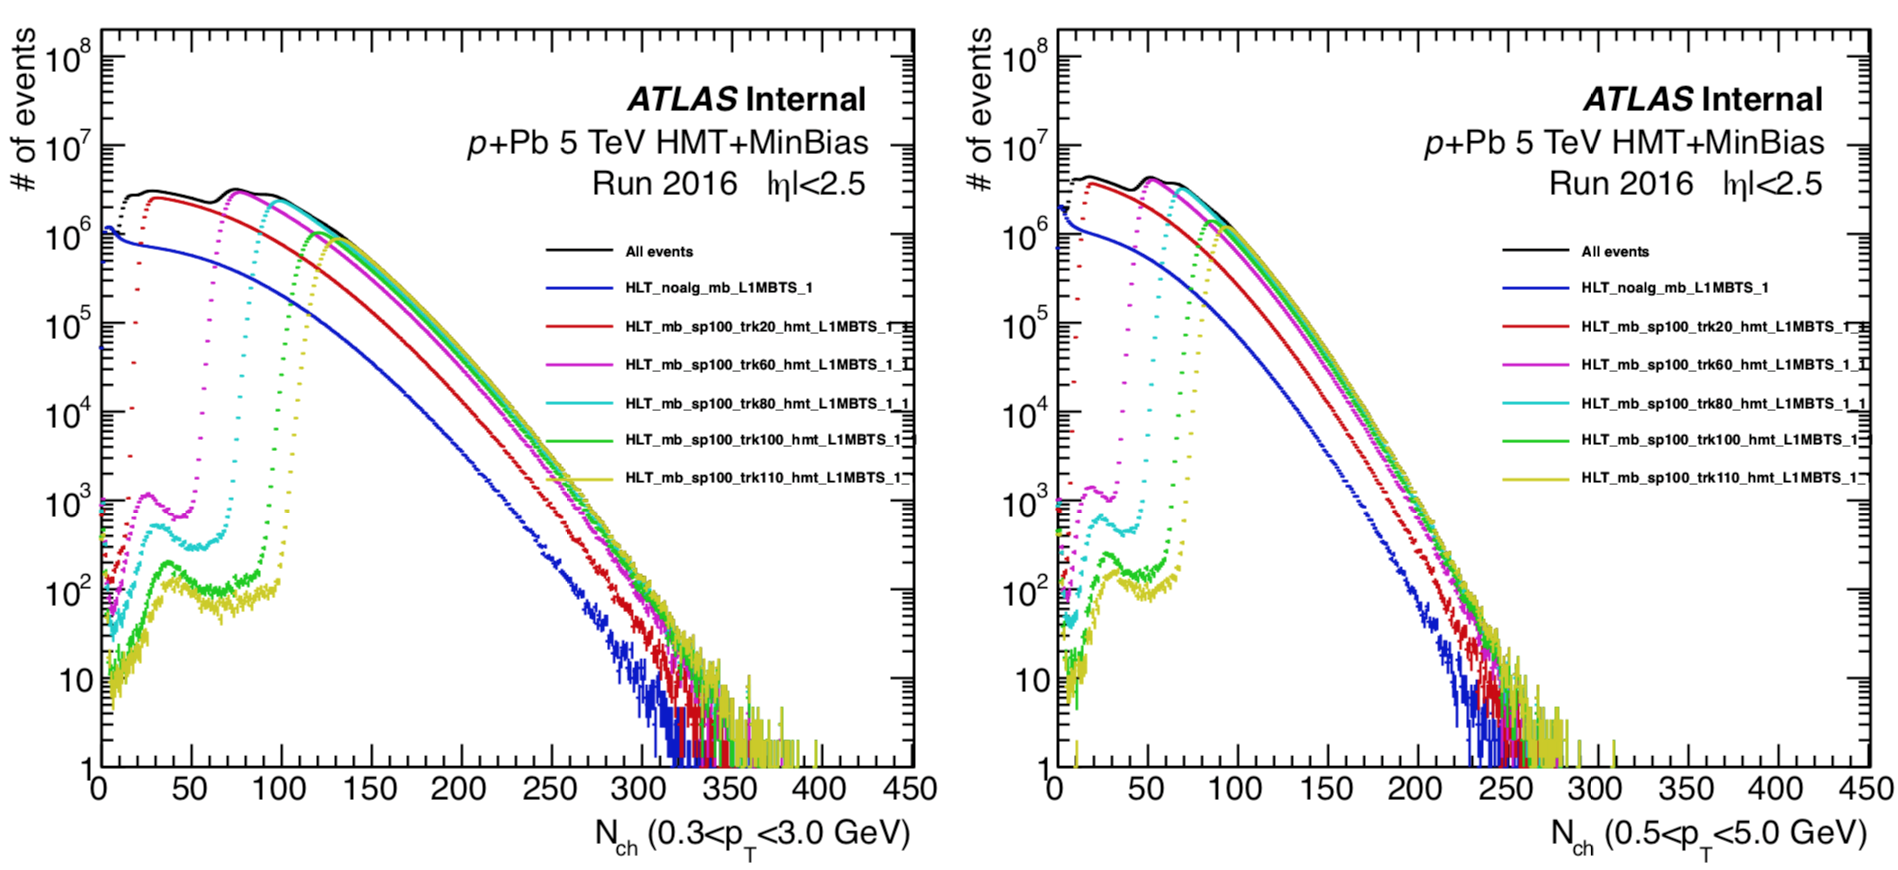 # of events
10^8
10^7
10^6
10^5
10^4
10^3
10^2
10
1
ATLAS Internal
p+Pb 5 TeV HMT+MinBias
Run 2016 |η|<2.5
All events
HLT_noalg_mb_L1MBTS_1
HLT_mb_sp100_trk20_hmt_L1MBTS_1_1
HLT_mb_sp100_trk60_hmt_L1MBTS_1_1
HLT_mb_sp100_trk80_hmt_L1MBTS_1_1
HLT_mb_sp100_trk100_hmt_L1MBTS_1
HLT_mb_sp100_trk110_hmt_L1MBTS_1
0 50 100 150 200 250 300 350 400 450
N_ch (0.3<p_T<3.0 GeV)
# of events
10^8
10^7
10^6
10^5
10^4
10^3
10^2
10
1
ATLAS Internal
p+Pb 5 TeV HMT+MinBias
Run 2016 |η|<2.5
All events
HLT_noalg_mb_L1MBTS_1
HLT_mb_sp100_trk20_hmt_L1MBTS_1_1
HLT_mb_sp100_trk60_hmt_L1MBTS_1_1
HLT_mb_sp100_trk80_hmt_L1MBTS_1_1
HLT_mb_sp100_trk100_hmt_L1MBTS_1
HLT_mb_sp100_trk110_hmt_L1MBTS_1
0 50 100 150 200 250 300 350 400 450
N_ch (0.5<p_T<5.0 GeV)